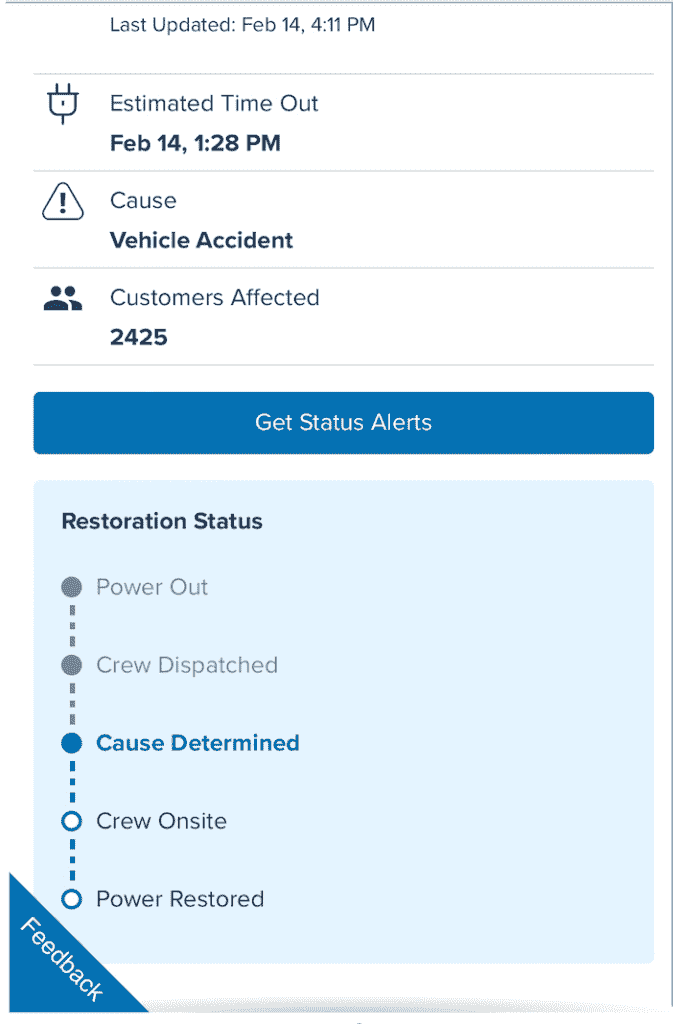 Last Updated: Feb 14, 4:11 PM
Estimated Time Out
Feb 14, 1:28 PM
Cause
Vehicle Accident
Customers Affected
2425
Get Status Alerts
Restoration Status
Power Out
Crew Dispatched
Cause Determined
Crew Onsite
Power Restored
Feedback